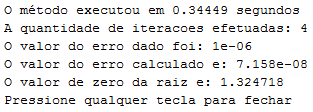 O método executou em 0.34449 segundos
A quantidade de iteracoes efetuadas: 4
O valor do erro dado foi: 1e-06
O valor do erro calculado e: 7.158e-08
O valor de zero da raiz e: 1.324718
Pressione qualquer tecla para fechar